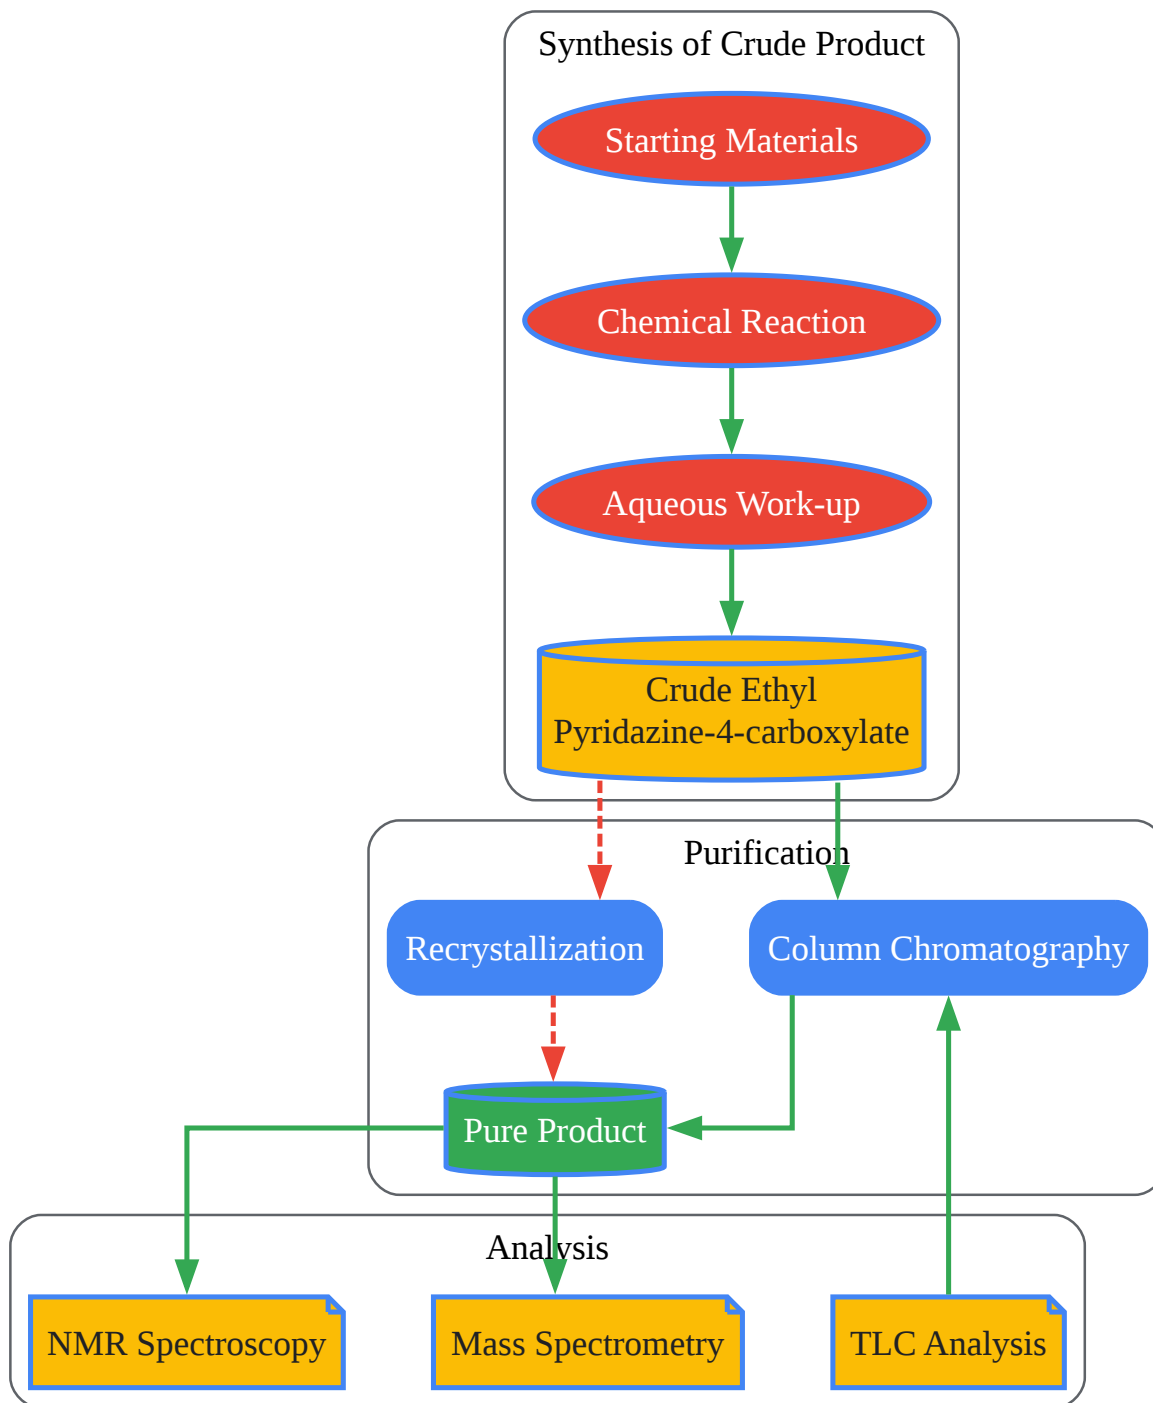 Synthesis of Crude Product
Starting Materials
Chemical Reaction
Aqueous Work-up
Crude Ethyl
Pyridazine-4-carboxylate
Purification
Recrystallization
Column Chromatography
Pure Product
Analysis
NMR Spectroscopy
Mass Spectrometry
TLC Analysis